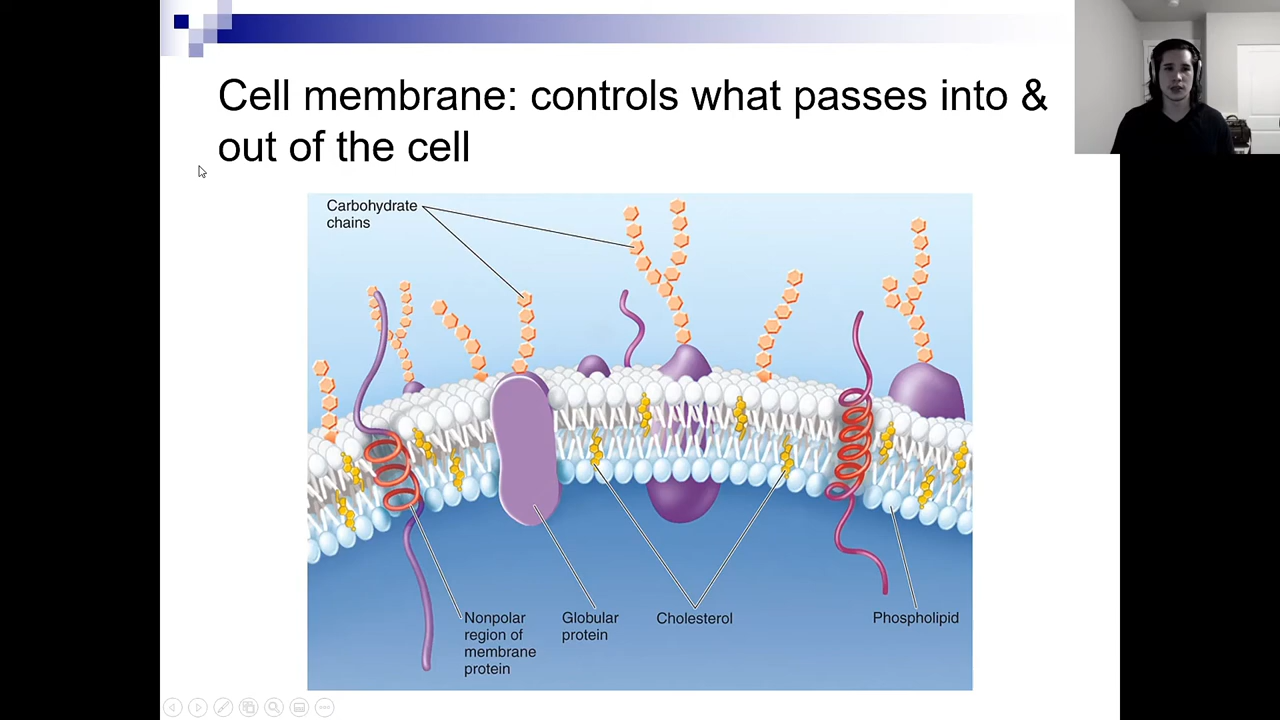 Cell membrane: controls what passes into &
out of the cell
Carbohydrate
chains
Nonpolar
region of
membrane
protein
Globular
protein
Cholesterol
Phospholipid